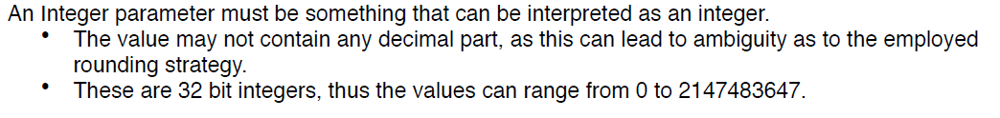 An Integer parameter must be something that can be interpreted as an integer.
• The value may not contain any decimal part, as this can lead to ambiguity as to the employed
rounding strategy.
• These are 32 bit integers, thus the values can range from 0 to 2147483647.